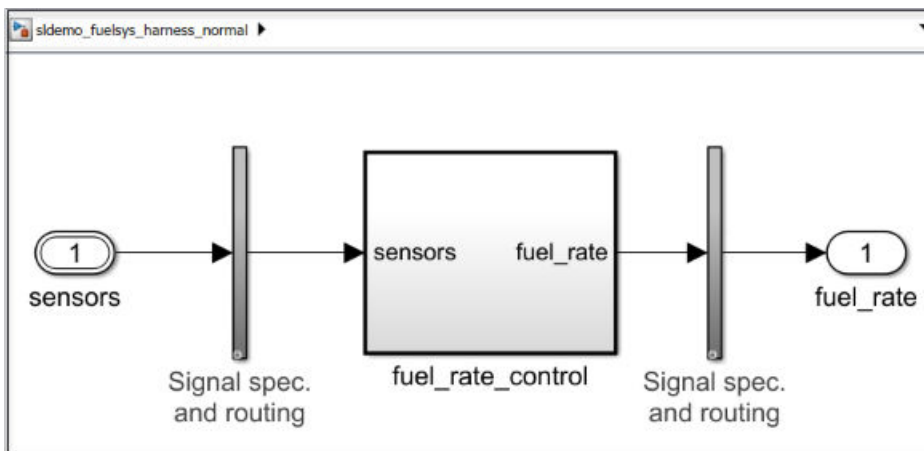 sldemo_fuelsys_harness_normal
1
sensors
Signal spec.
and routing
sensors
fuel_rate
fuel_rate_control
Signal spec.
and routing
1
fuel_rate